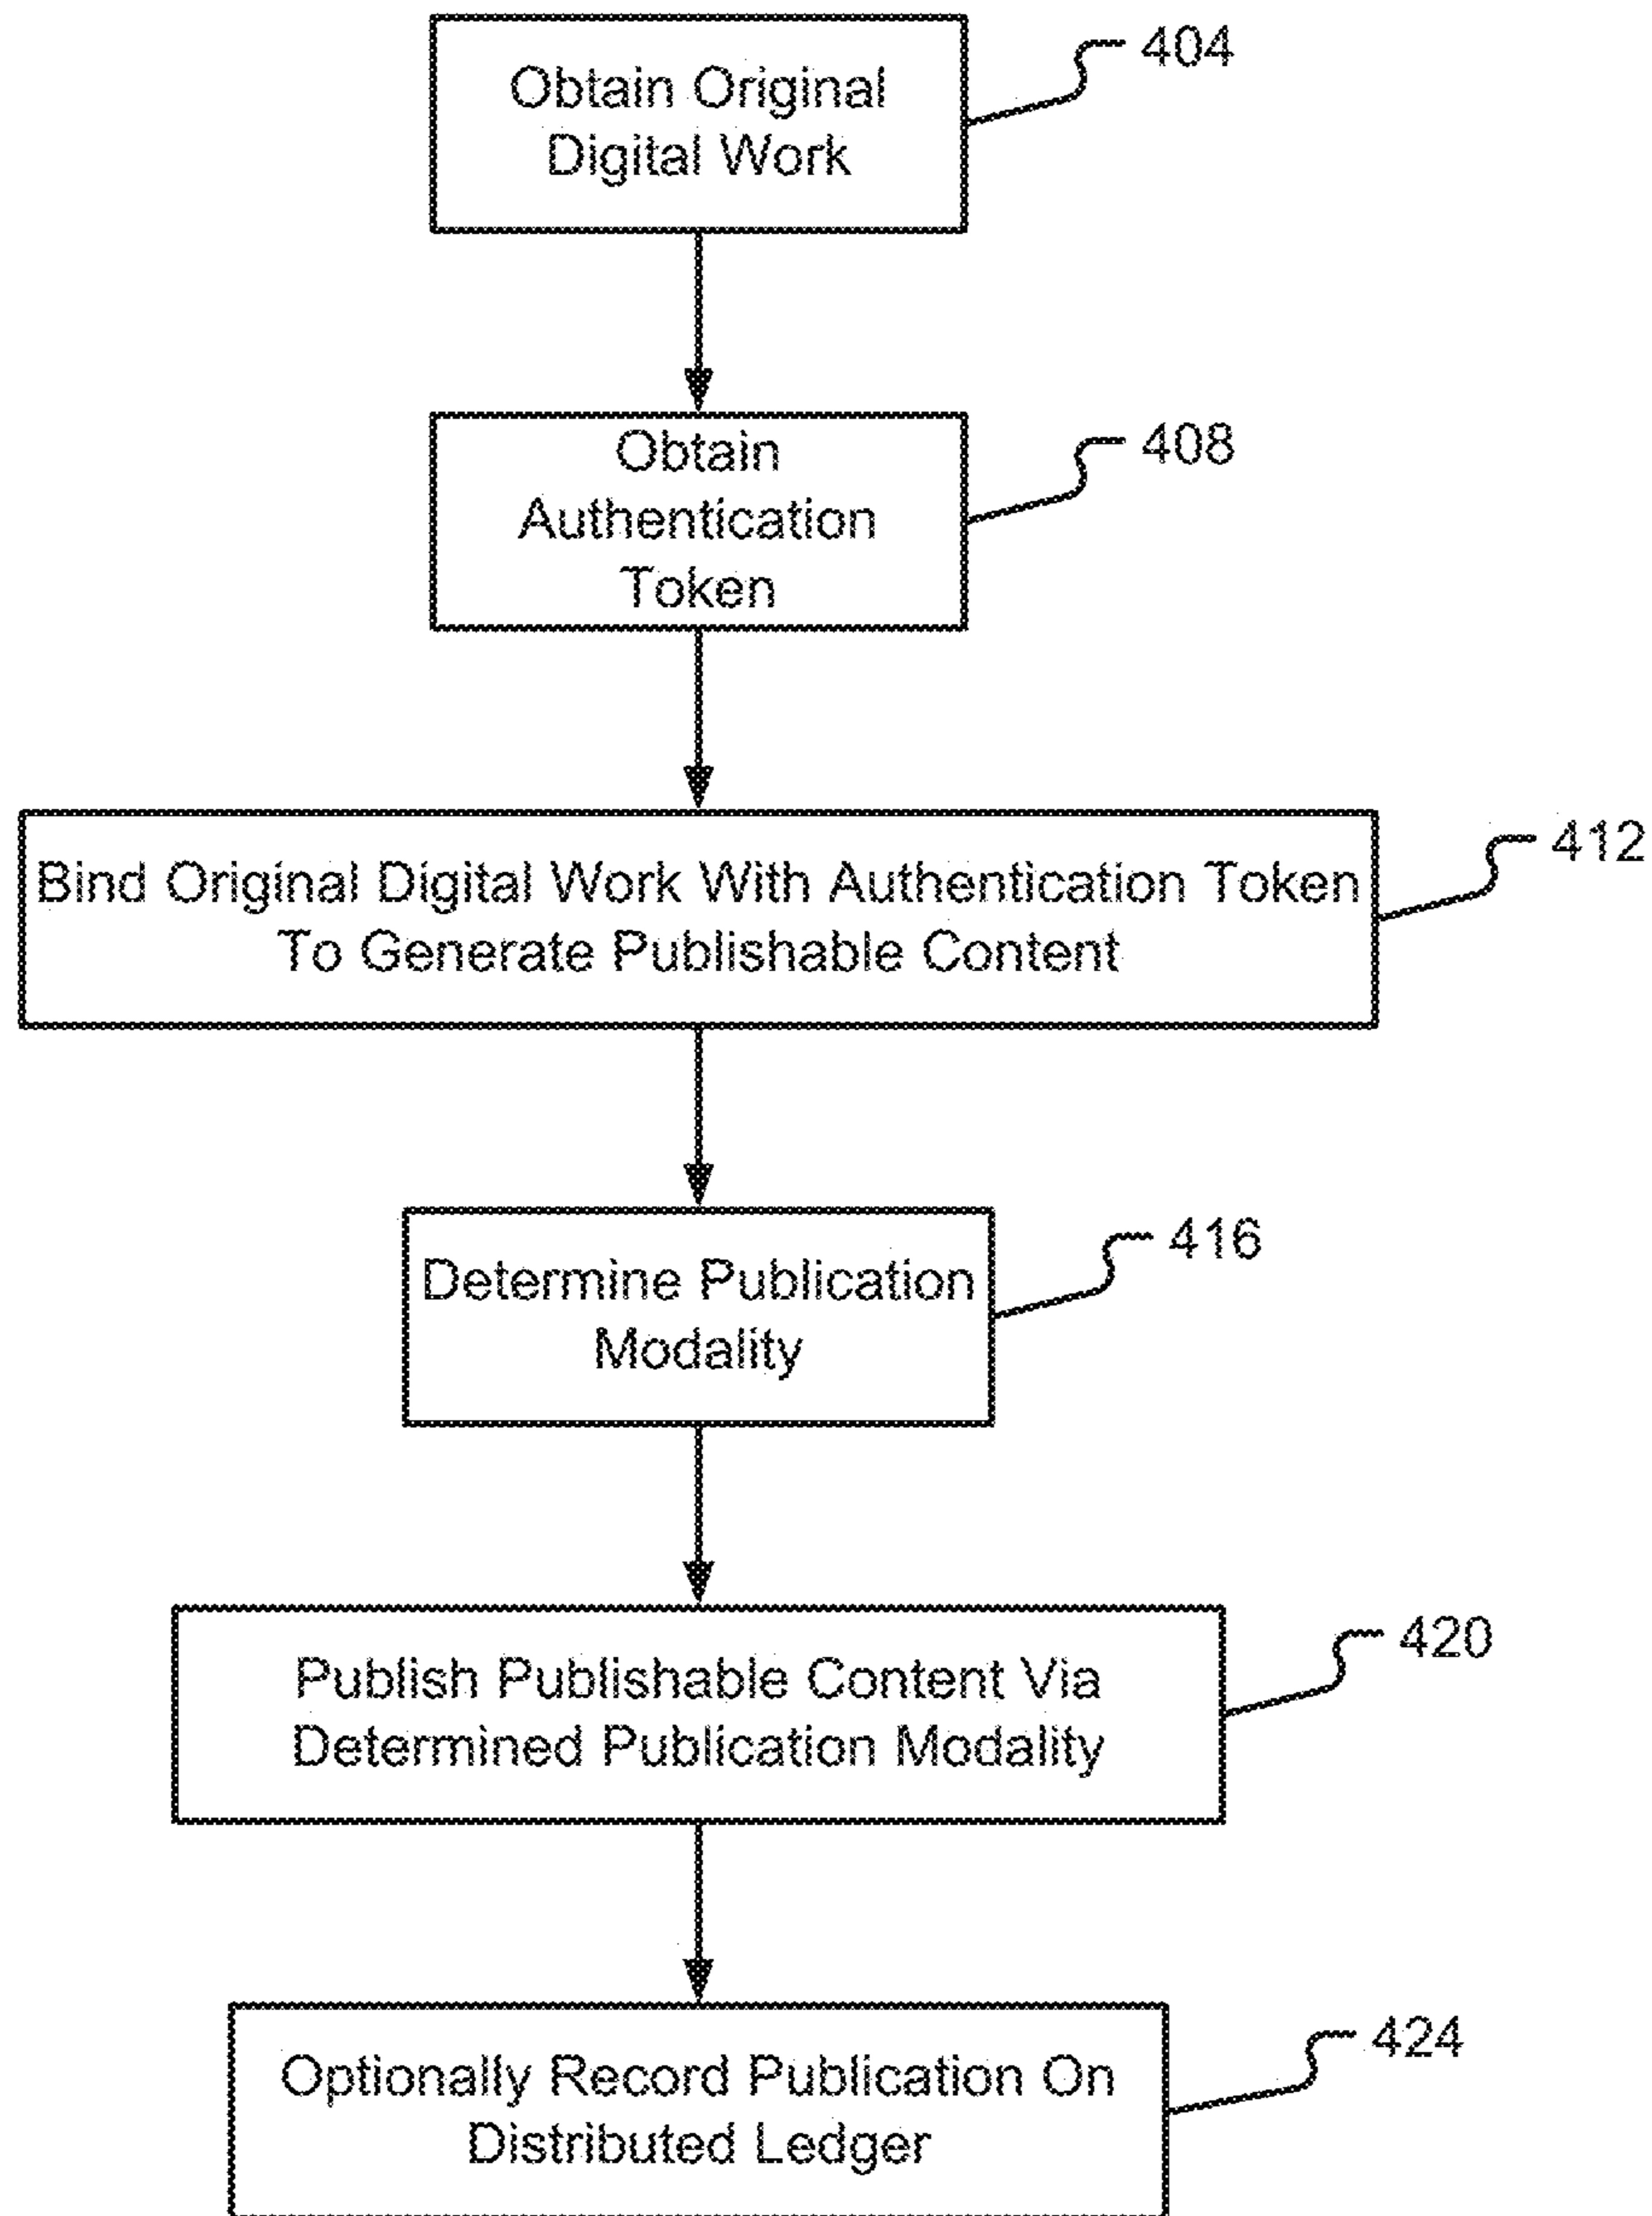 Obtain Original
Digital Work
404
Obtain
Authentication
Token
408
Bind Original Digital Work With Authentication Token
To Generate Publishable Content
412
Determine Publication
Modality
416
Publish Publishable Content Via
Determined Publication Modality
420
Optionally Record Publication On
Distributed Ledger
424